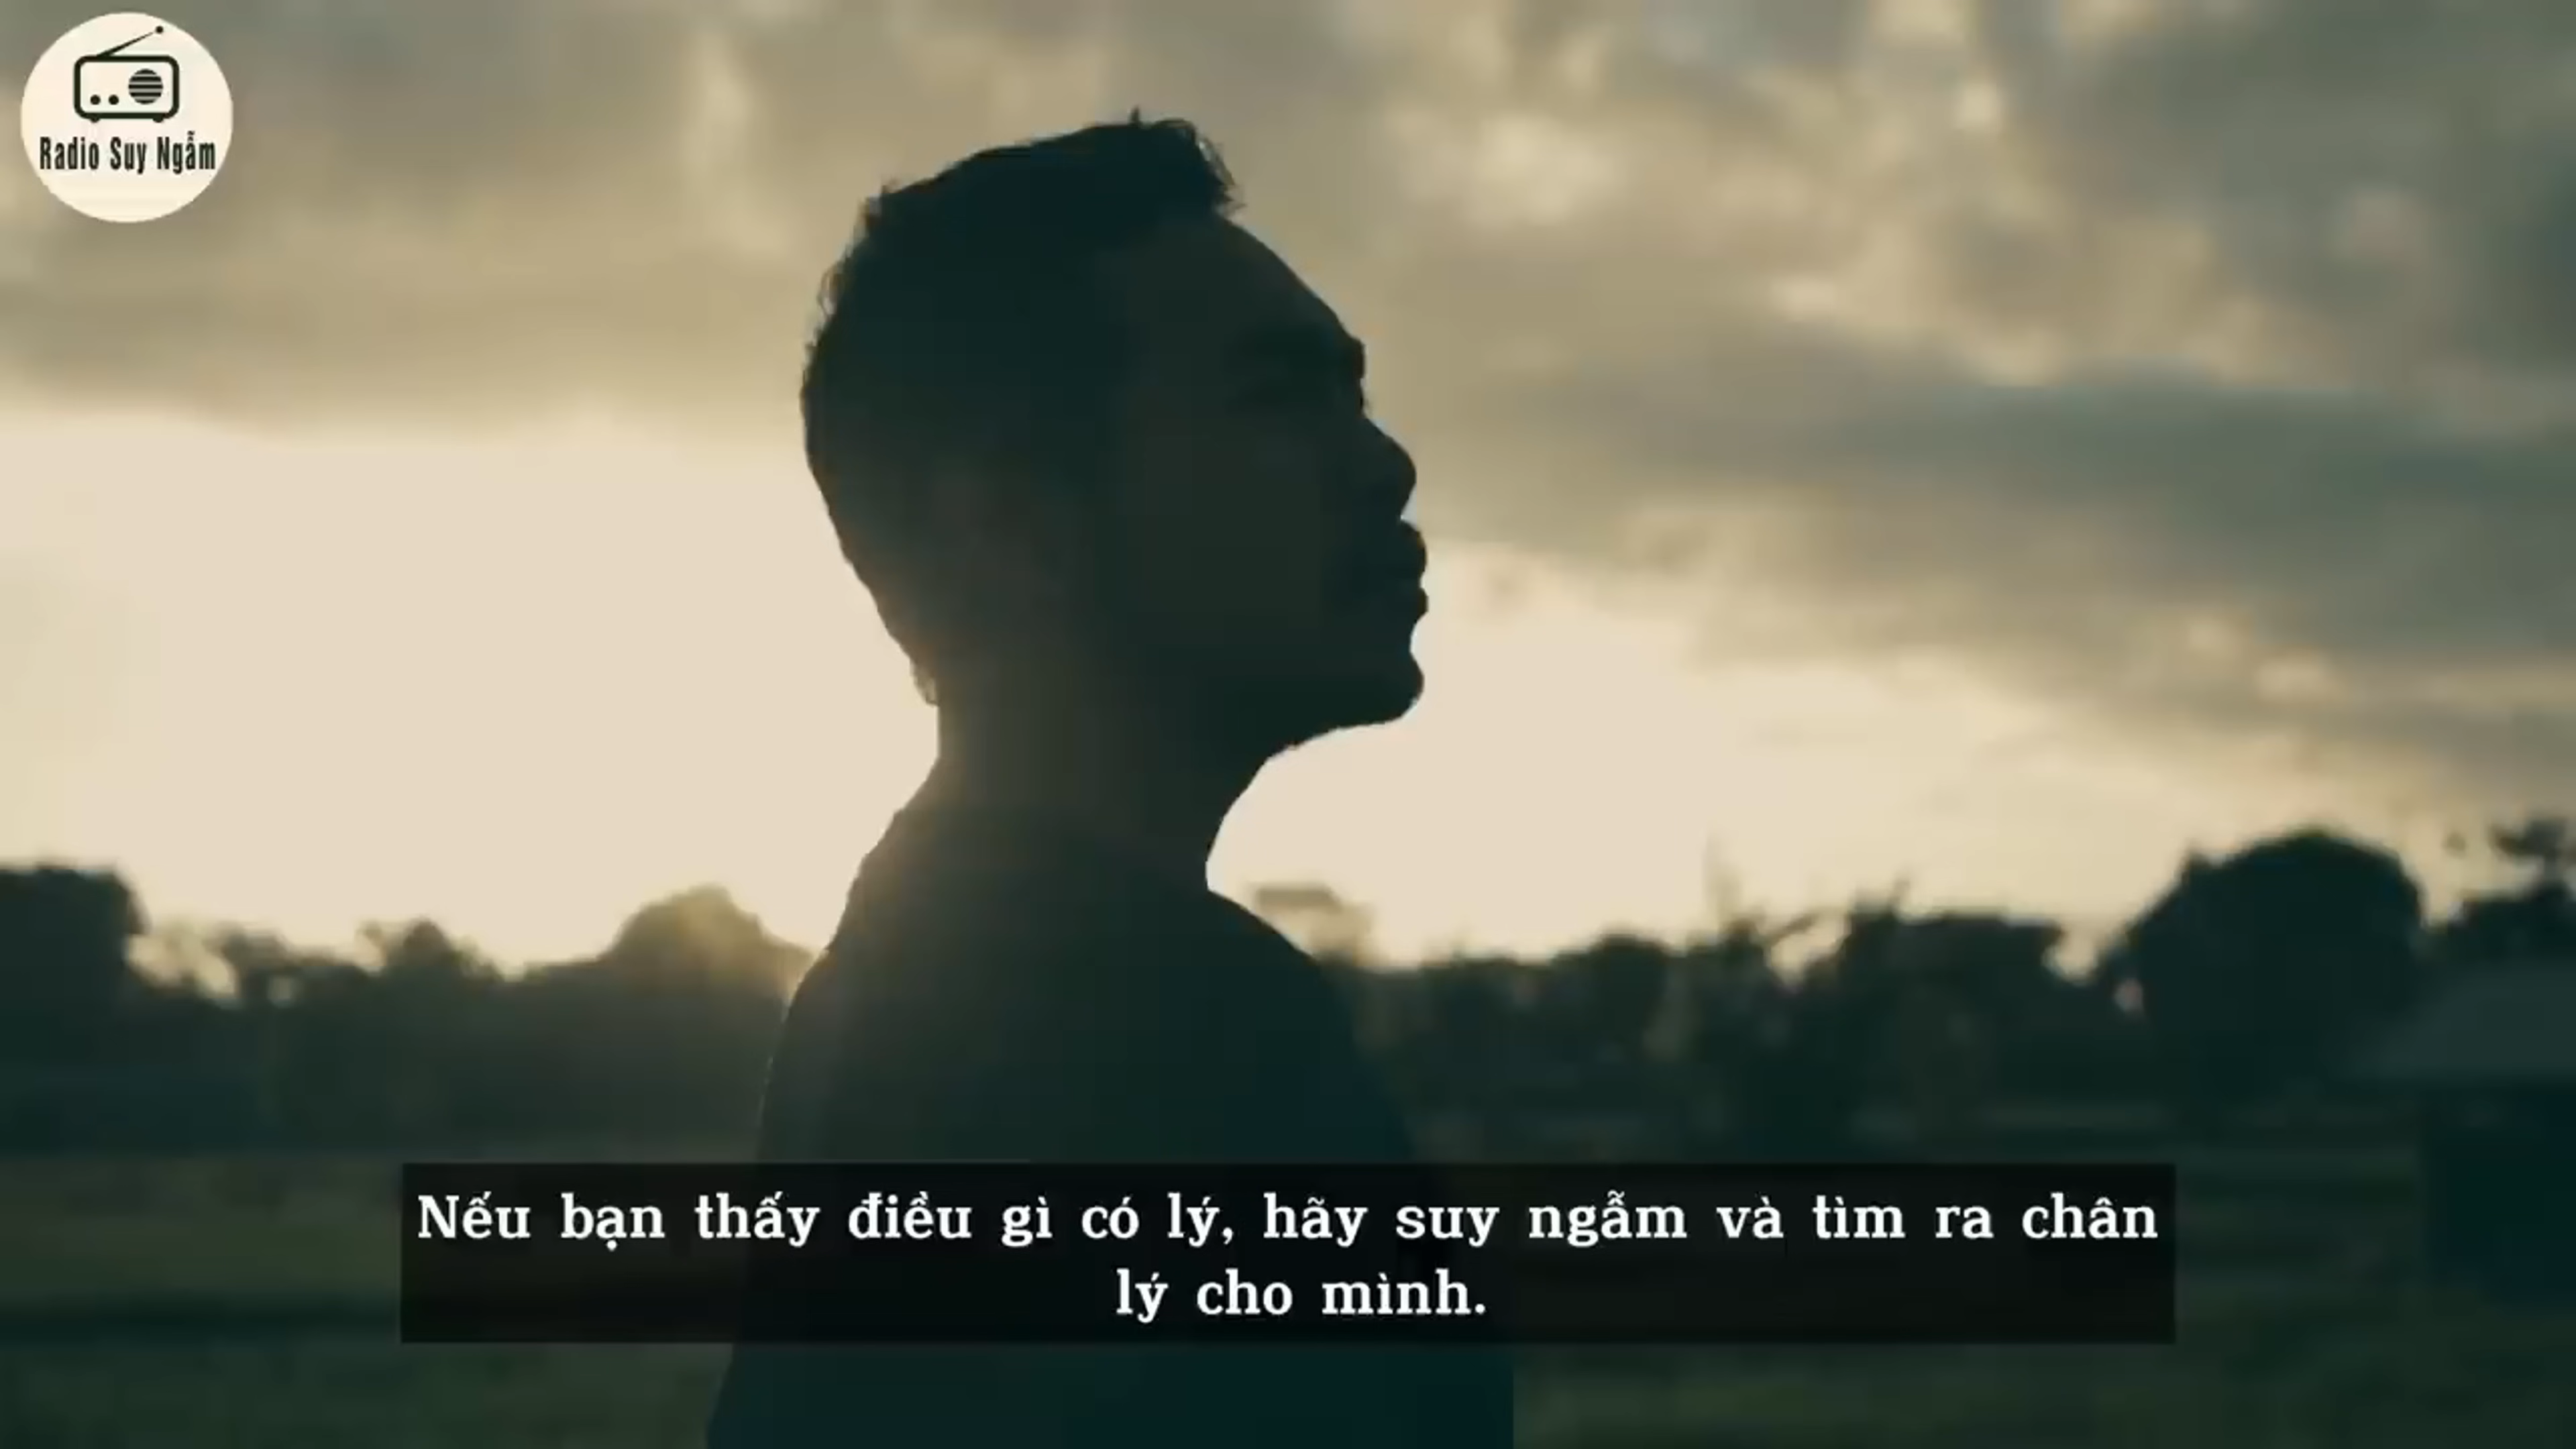 Radio Suy Ngẫm
Nếu bạn thấy điều gì có lý, hãy suy ngẫm và tìm ra chân
lý cho mình.